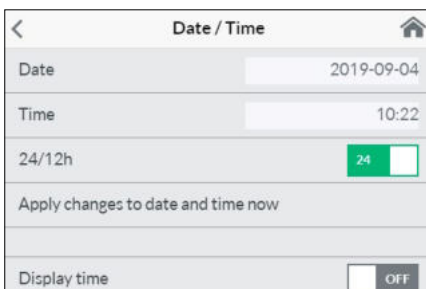 Date / Time
Date 2019-09-04
Time 10:22
24/12h 24
Apply changes to date and time now
Display time OFF